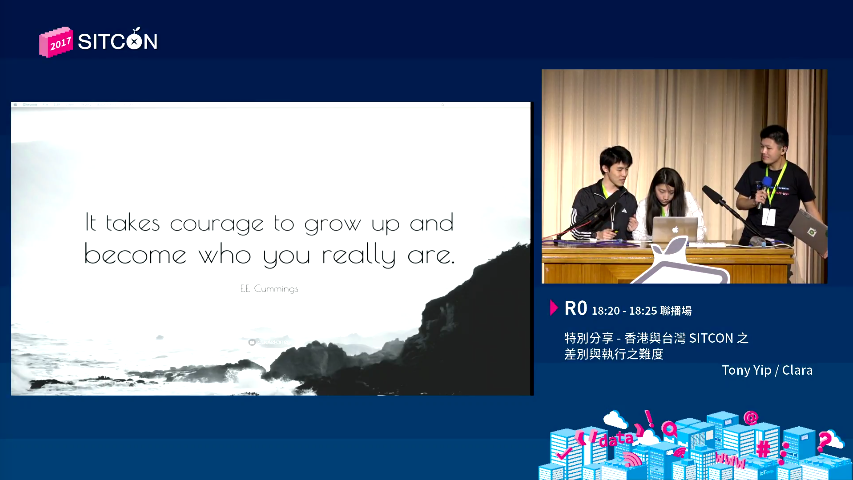 2017 SITCON
It takes courage to grow up and
become who you really are.
E.E. Cummings
R0 18:20 - 18:25 聯播場
特別分享 - 香港與台灣 SITCON 之
差別與執行之難度
Tony Yip / Clara
data
@
#
www
?
!